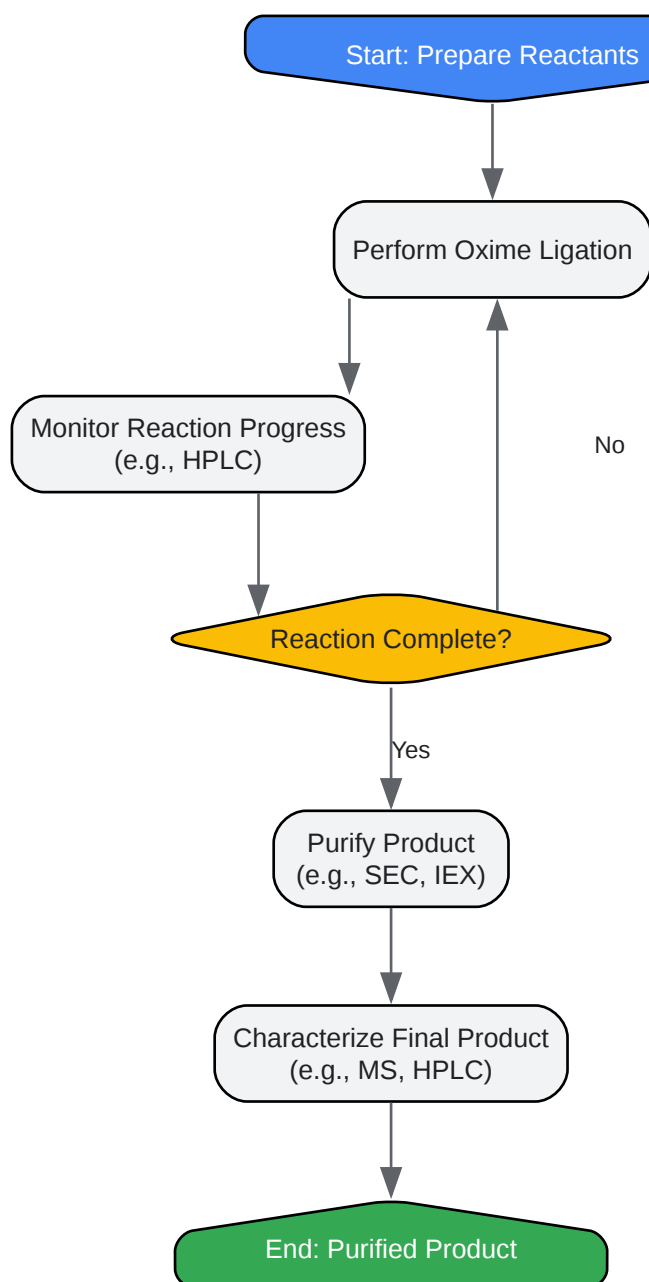 Start: Prepare Reactants
Perform Oxime Ligation
Monitor Reaction Progress
(e.g., HPLC)
No
Reaction Complete?
Yes
Purify Product
(e.g., SEC, IEX)
Characterize Final Product
(e.g., MS, HPLC)
End: Purified Product